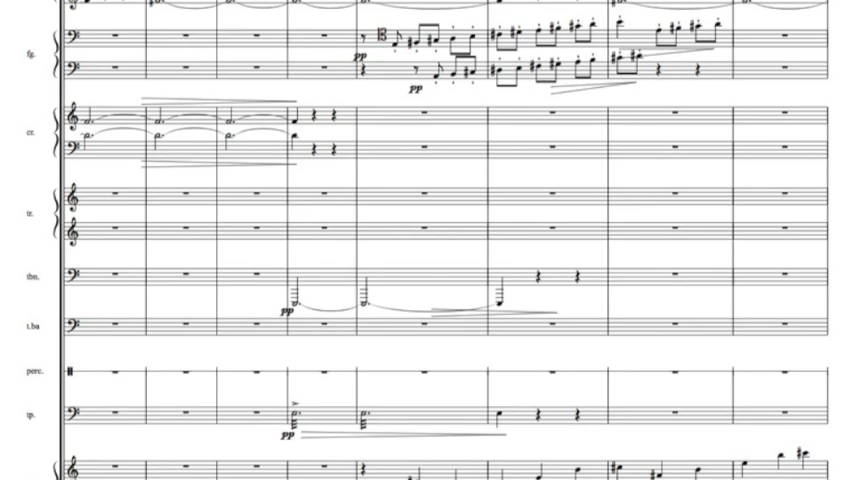 fg.
pp
pp
cr.
tr.
tbn.
pp
t.ba
perc.
tp.
pp